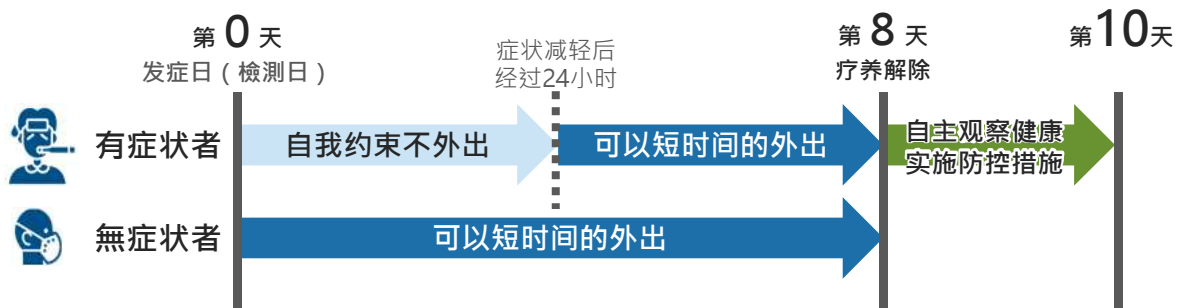 第 0 天
发症日（檢測日）
症状减轻后
经过24小时
第 8 天
疗养解除
第10天
有症状者
自我约束不外出
可以短时间的外出
自主观察健康
实施防控措施
無症状者
可以短时间的外出